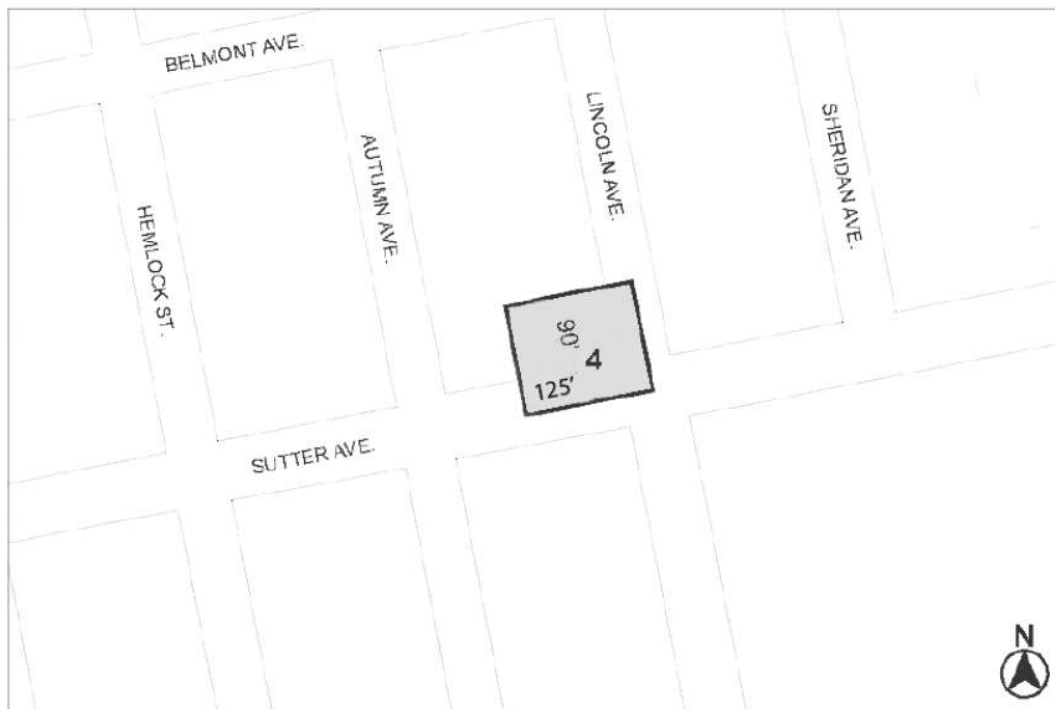 BELMONT AVE.
HEMLOCK ST.
AUTUMN AVE.
LINCOLN AVE.
SHERIDAN AVE.
90'
4
125'
SUTTER AVE.
N